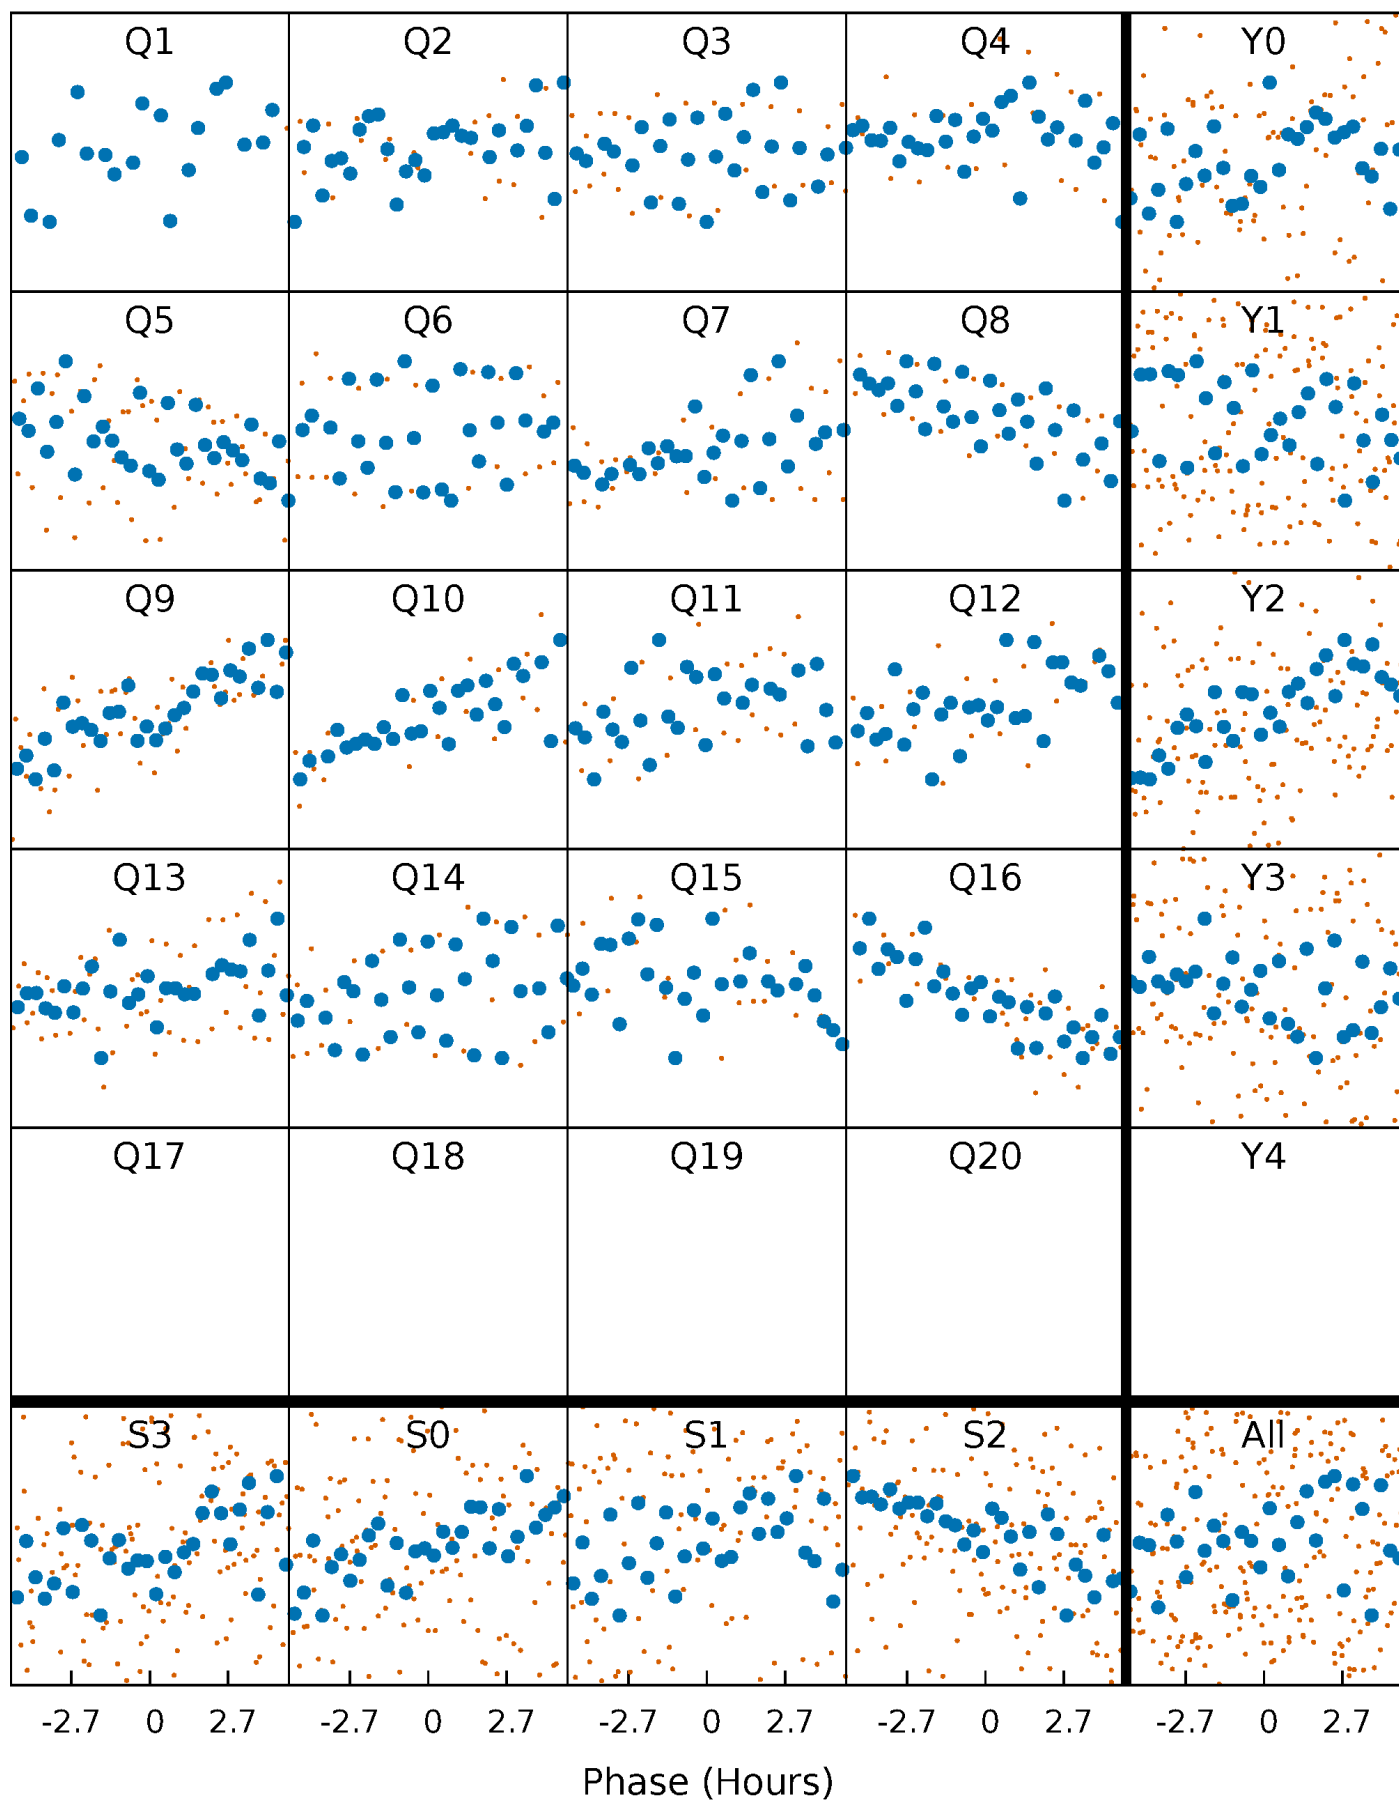 Q1 Q2 Q3 Q4 Y0
Q5 Q6 Q7 Q8 Y1
Q9 Q10 Q11 Q12 Y2
Q13 Q14 Q15 Q16 Y3
Q17 Q18 Q19 Q20 Y4
S3 S0 S1 S2 All
-2.7 0 2.7 -2.7 0 2.7 -2.7 0 2.7 -2.7 0 2.7 -2.7 0 2.7
Phase (Hours)